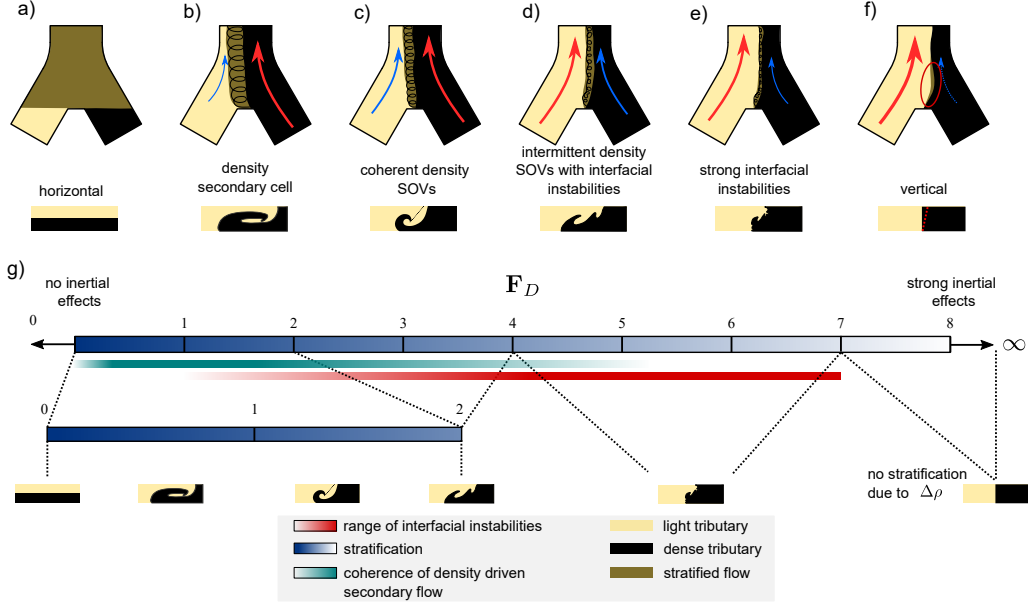 a)
b)
c)
d)
e)
f)
horizontal
density
secondary cell
coherent density
SOVs
intermittent density
SOVs with interfacial
instabilities
strong interfacial
instabilities
vertical
g)
no inertial
effects
F_D
strong inertial
effects
0 1 2 3 4 5 6 7 8 ∞
0 1 2
no stratification
due to Δρ
range of interfacial instabilities
stratification
coherence of density driven
secondary flow
light tributary
dense tributary
stratified flow